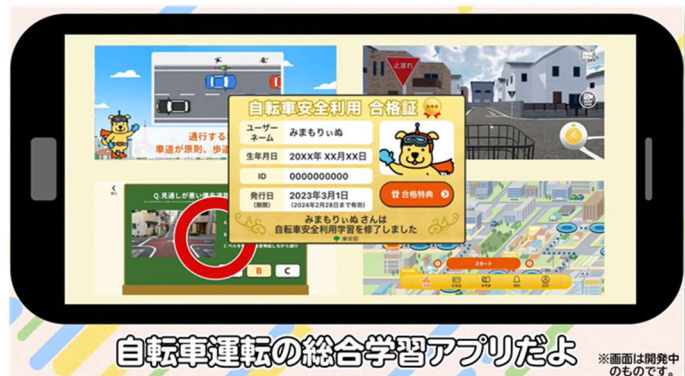 通行する
車道が原則、歩道
止まれ
自転車安全利用 合格証
ユーザー
ネーム
みまもりぃぬ
生年月日
20XX年 XX月XX日
ID
0000000000
発行日
(期限)
2023年3月1日
(2024年2月28日まで有効)
合格特典
みまもりぃぬ さんは
自転車安全利用学習を修了しました
東京都
Q.見通しが悪い
B
C
スタート
自転車運転の総合学習アプリだよ
※画面は開発中
のものです。